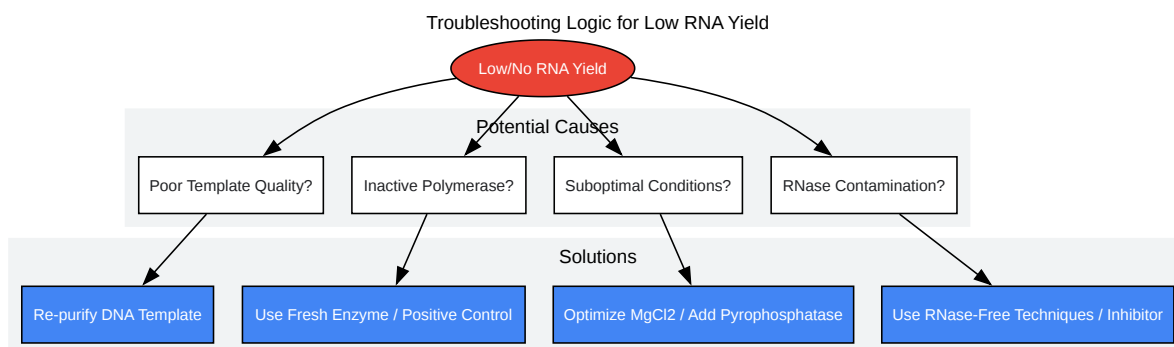 Troubleshooting Logic for Low RNA Yield
Low/No RNA Yield
Potential Causes
Poor Template Quality?
Inactive Polymerase?
Suboptimal Conditions?
RNase Contamination?
Solutions
Re-purify DNA Template
Use Fresh Enzyme / Positive Control
Optimize MgCl2 / Add Pyrophosphatase
Use RNase-Free Techniques / Inhibitor